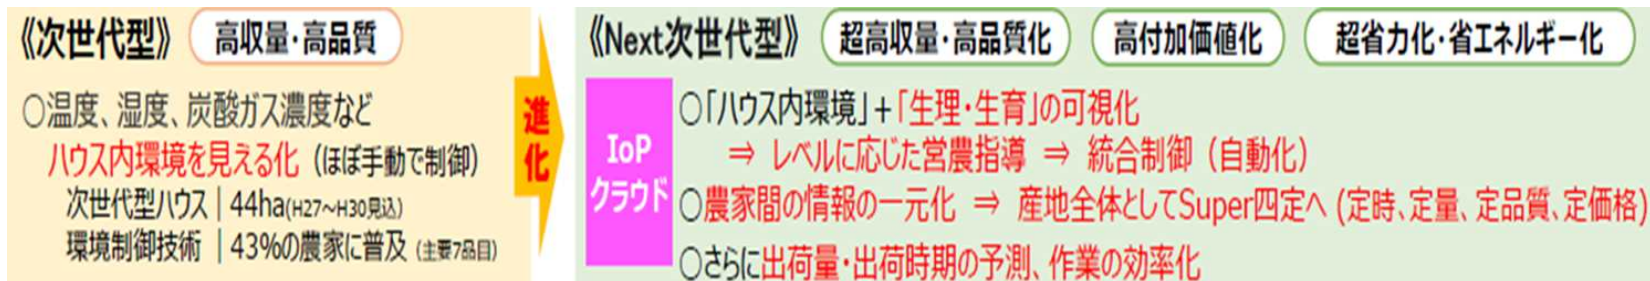 《次世代型》 高収量・高品質
○温度、湿度、炭酸ガス濃度など
ハウス内環境を見える化（ほぼ手動で制御）
次世代型ハウス｜44ha(H27～H30見込)
環境制御技術｜43%の農家に普及（主要7品目）
進化
《Next次世代型》 超高収量・高品質化 高付加価値化 超省力化・省エネルギー化
IoP
クラウド
○「ハウス内環境」+「生理・生育」の可視化
⇒ レベルに応じた営農指導 ⇒ 統合制御（自動化）
○農家間の情報の一元化 ⇒ 産地全体としてSuper四定へ (定時、定量、定品質、定価格)
○さらに出荷量・出荷時期の予測、作業の効率化